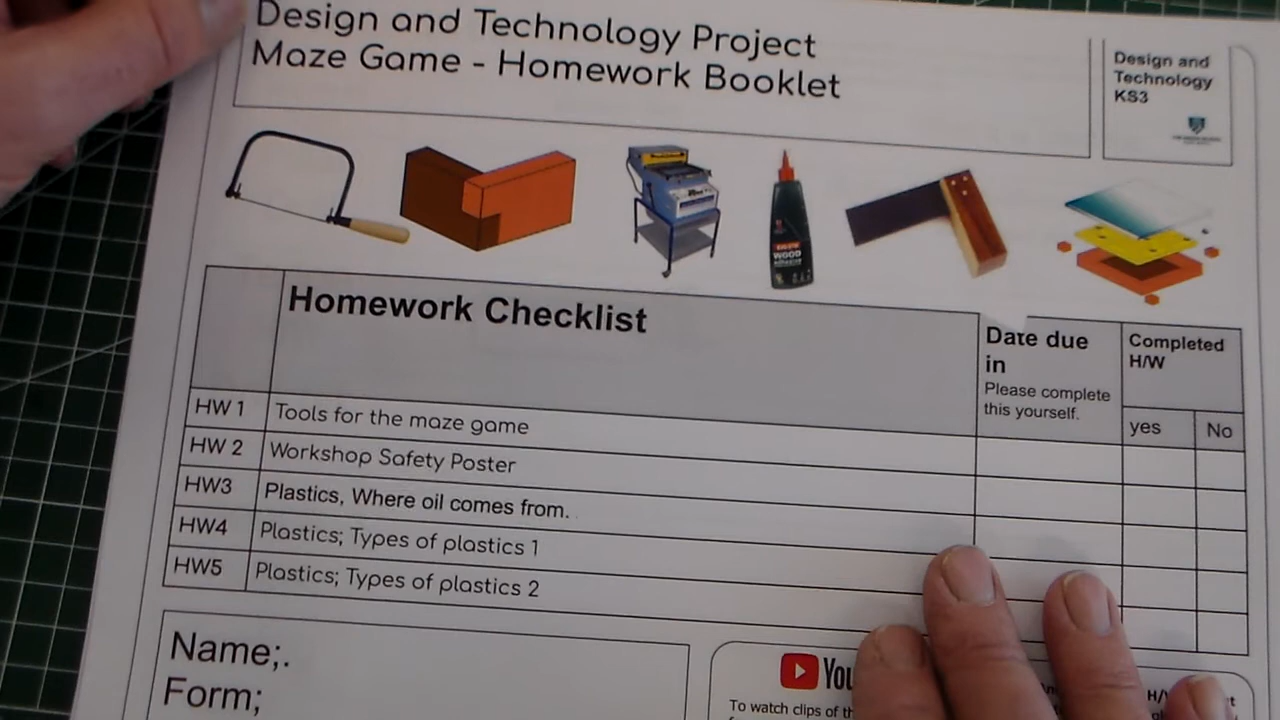 Design and Technology Project
Maze Game - Homework Booklet
Design and
Technology
KS3
WOOD
Homework Checklist
Date due
in
Please complete
this yourself.
Completed
H/W
yes
No
HW 1 Tools for the maze game
HW 2 Workshop Safety Poster
HW3 Plastics, Where oil comes from.
HW4 Plastics; Types of plastics 1
HW5 Plastics; Types of plastics 2
Name;.
Form;
To watch clips of
H/